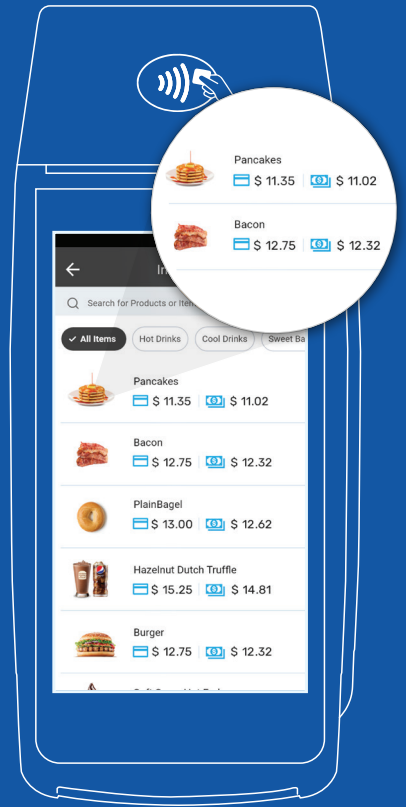 Pancakes
$ 11.35 $ 11.02
Bacon
$ 12.75 $ 12.32
Search for Products or
All Items Hot Drinks Cool Drinks Sweet
Pancakes
$ 11.35 $ 11.02
Bacon
$ 12.75 $ 12.32
PlainBagel
$ 13.00 $ 12.62
Hazelnut Dutch Truffle
$ 15.25 $ 14.81
Burger
$ 12.75 $ 12.32